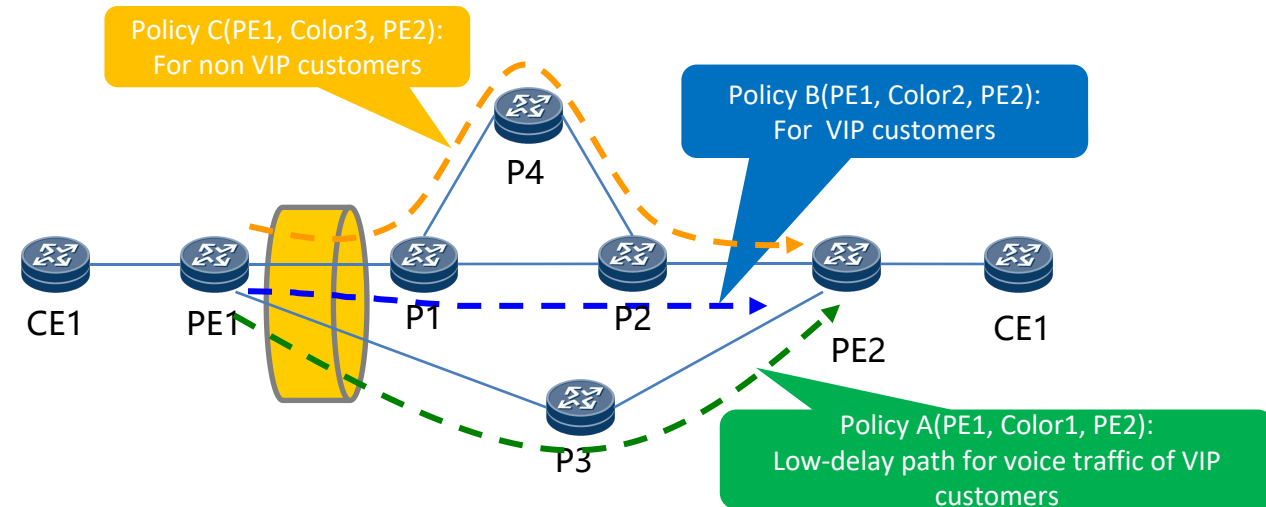 Policy C(PE1, Color3, PE2):
For non VIP customers
Policy B(PE1, Color2, PE2):
For  VIP customers
P4
CE1
PE1
P1
P2
PE2
CE1
P3
Policy A(PE1, Color1, PE2):
Low-delay path for voice traffic of VIP
customers